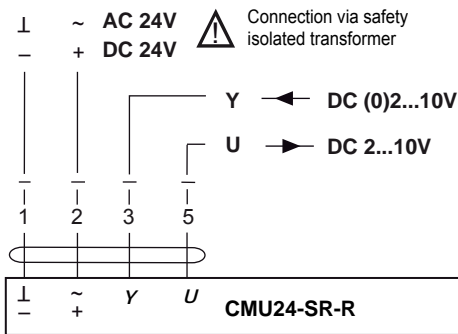 ⊥ ~ AC 24V
– + DC 24V
Connection via safety
isolated transformer
Y DC (0)2...10V
U DC 2...10V
1 2 3 5
⊥ ~ Y U
– +
CMU24-SR-R